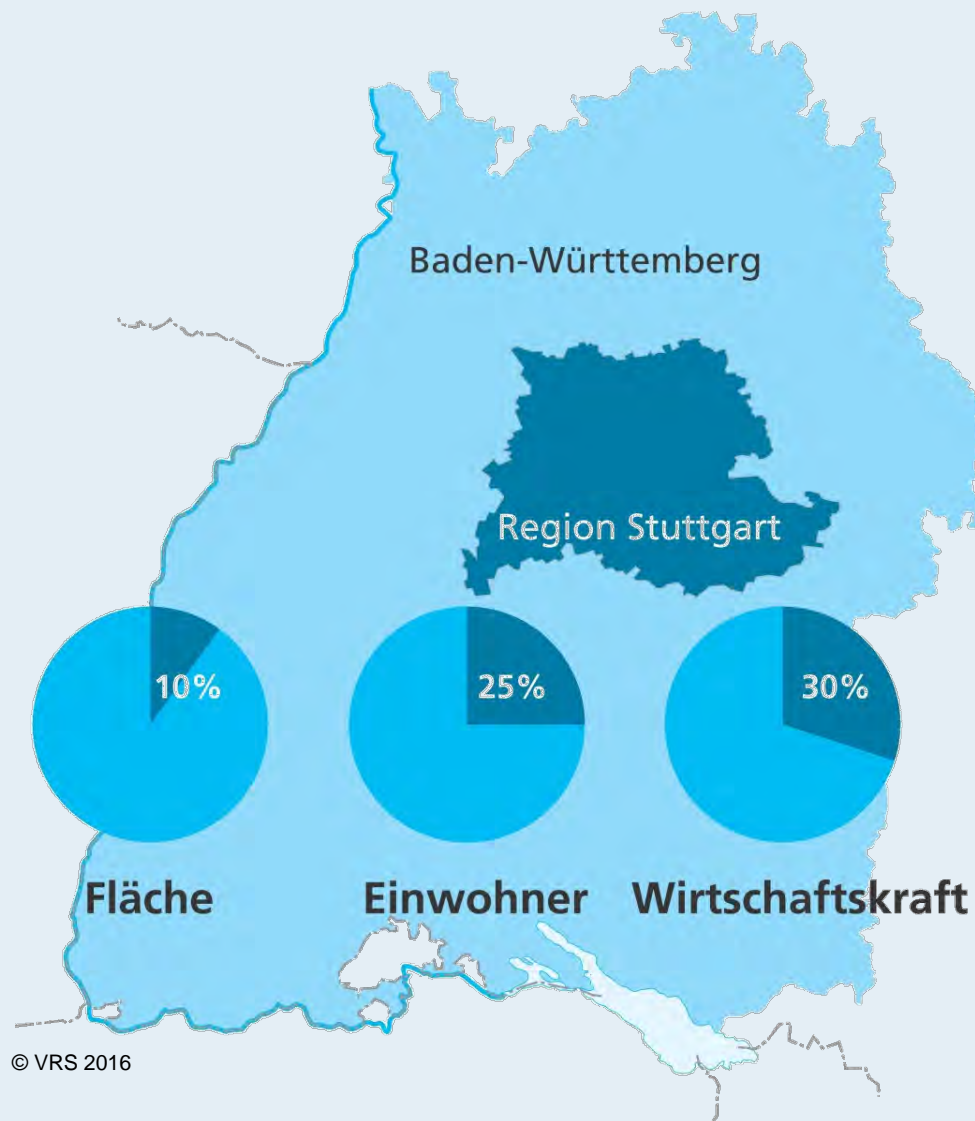 Baden-Württemberg
Region Stuttgart
10%
25%
30%
Fläche
Einwohner
Wirtschaftskraft
© VRS 2016